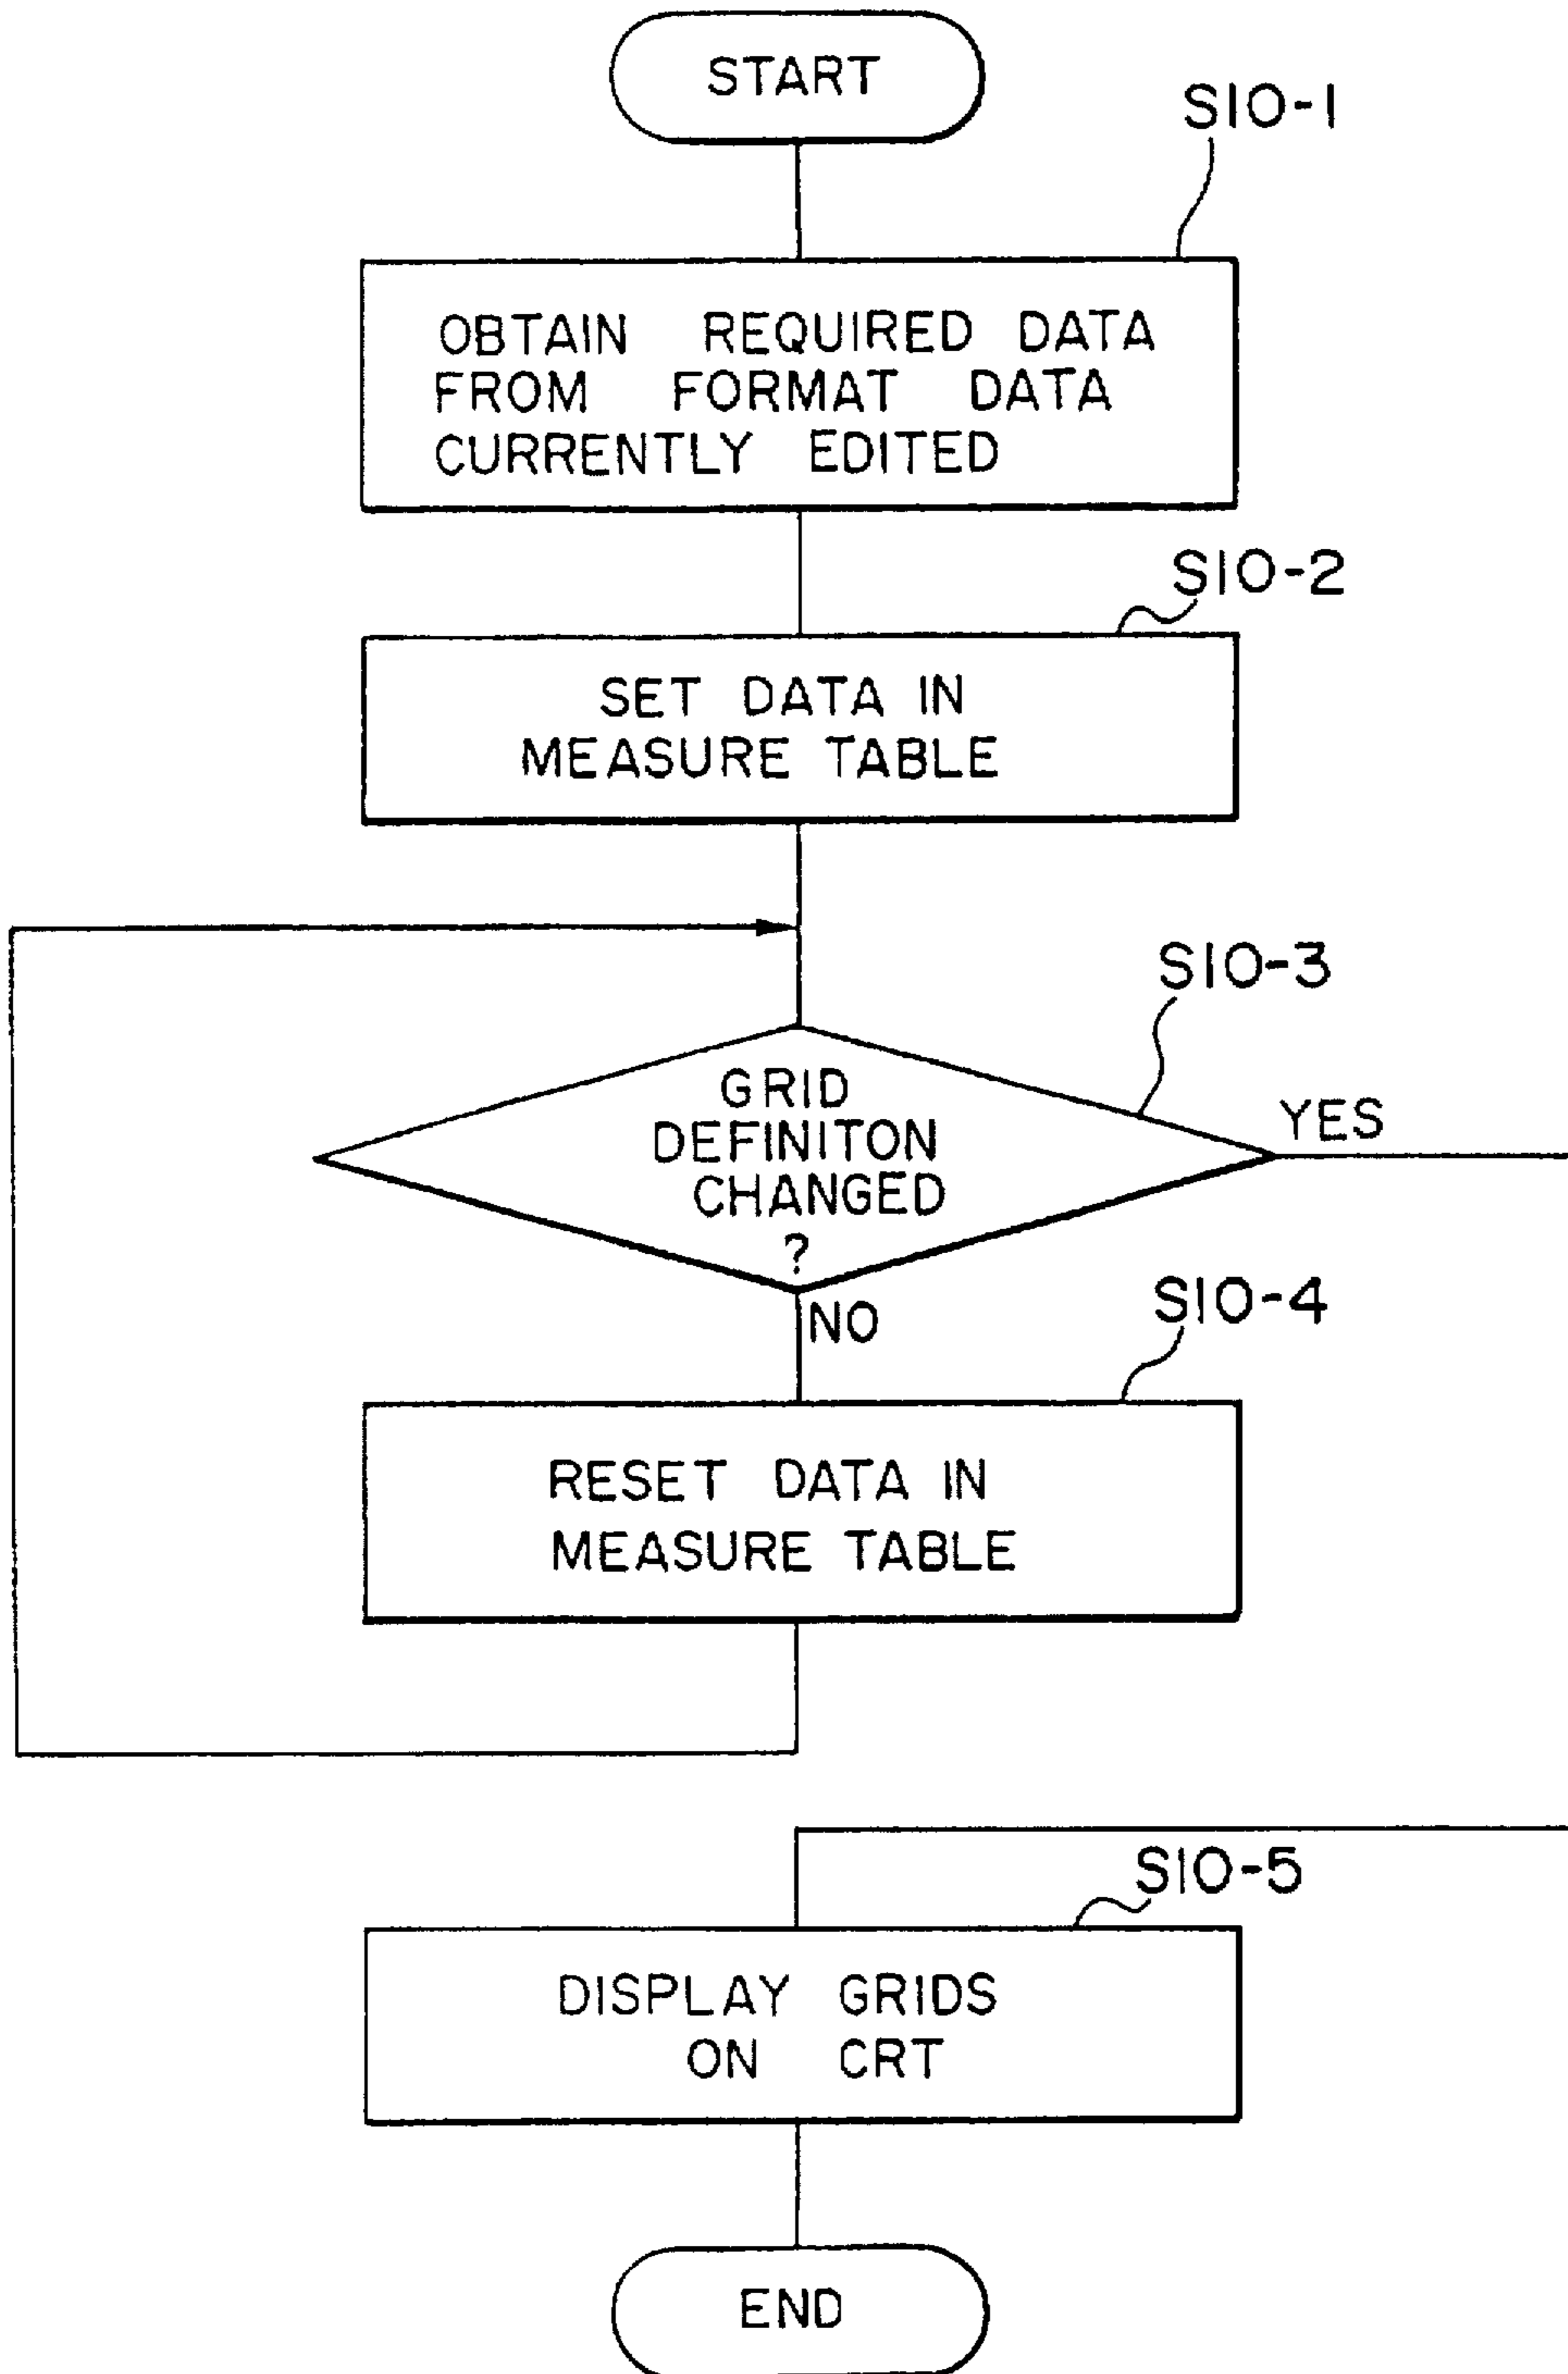 START
S10-1
OBTAIN REQUIRED DATA
FROM FORMAT DATA
CURRENTLY EDITED
S10-2
SET DATA IN
MEASURE TABLE
S10-3
GRID
DEFINITON
CHANGED
?
YES
NO
S10-4
RESET DATA IN
MEASURE TABLE
S10-5
DISPLAY GRIDS
ON CRT
END